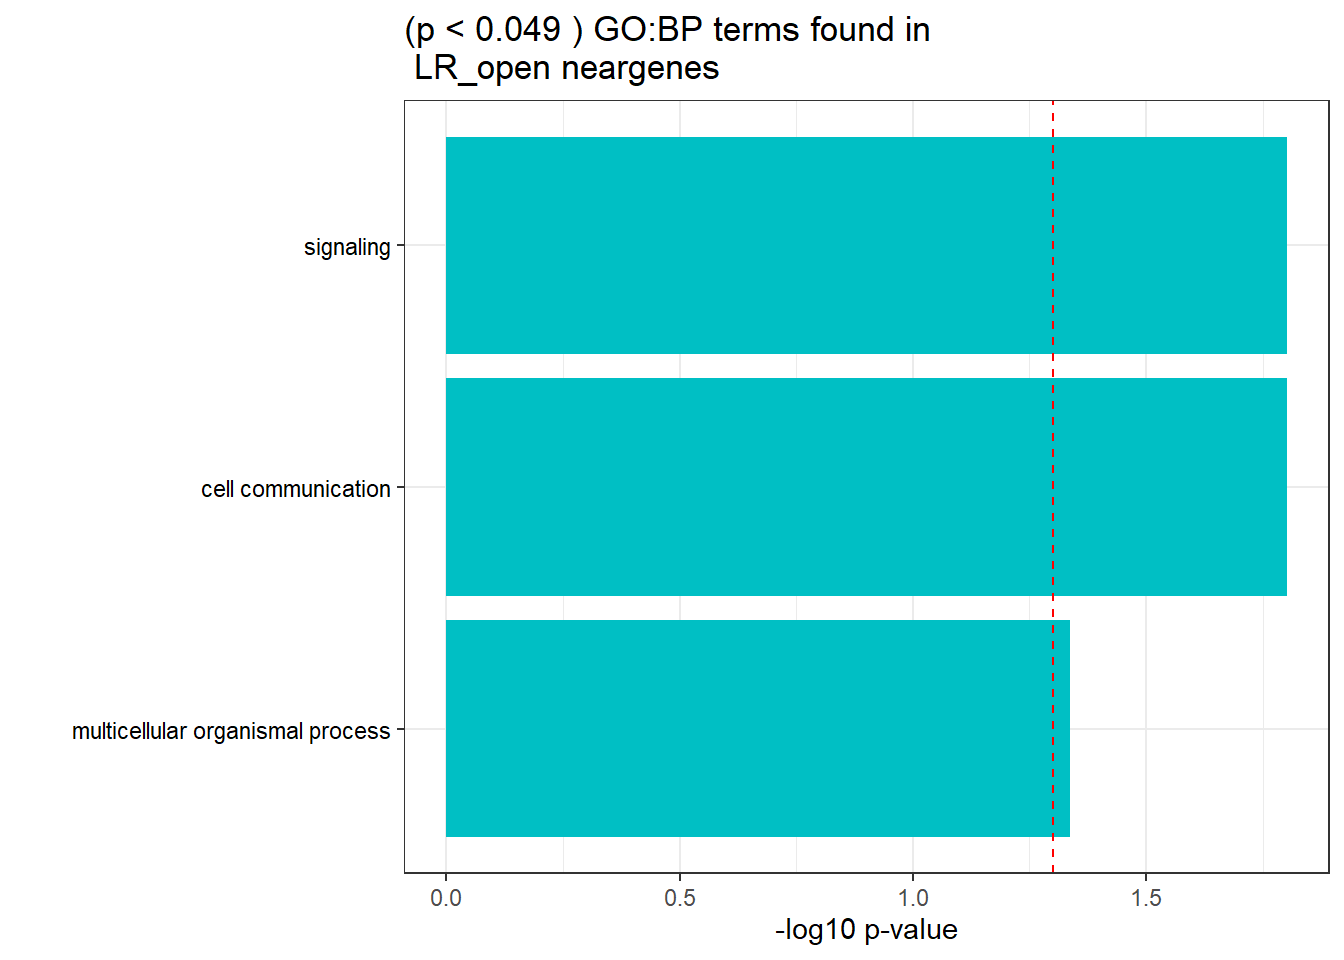 (p < 0.049 ) GO:BP terms found in
LR_open neargenes
signaling
cell communication
multicellular organismal process
0.0 0.5 1.0 1.5
-log10 p-value